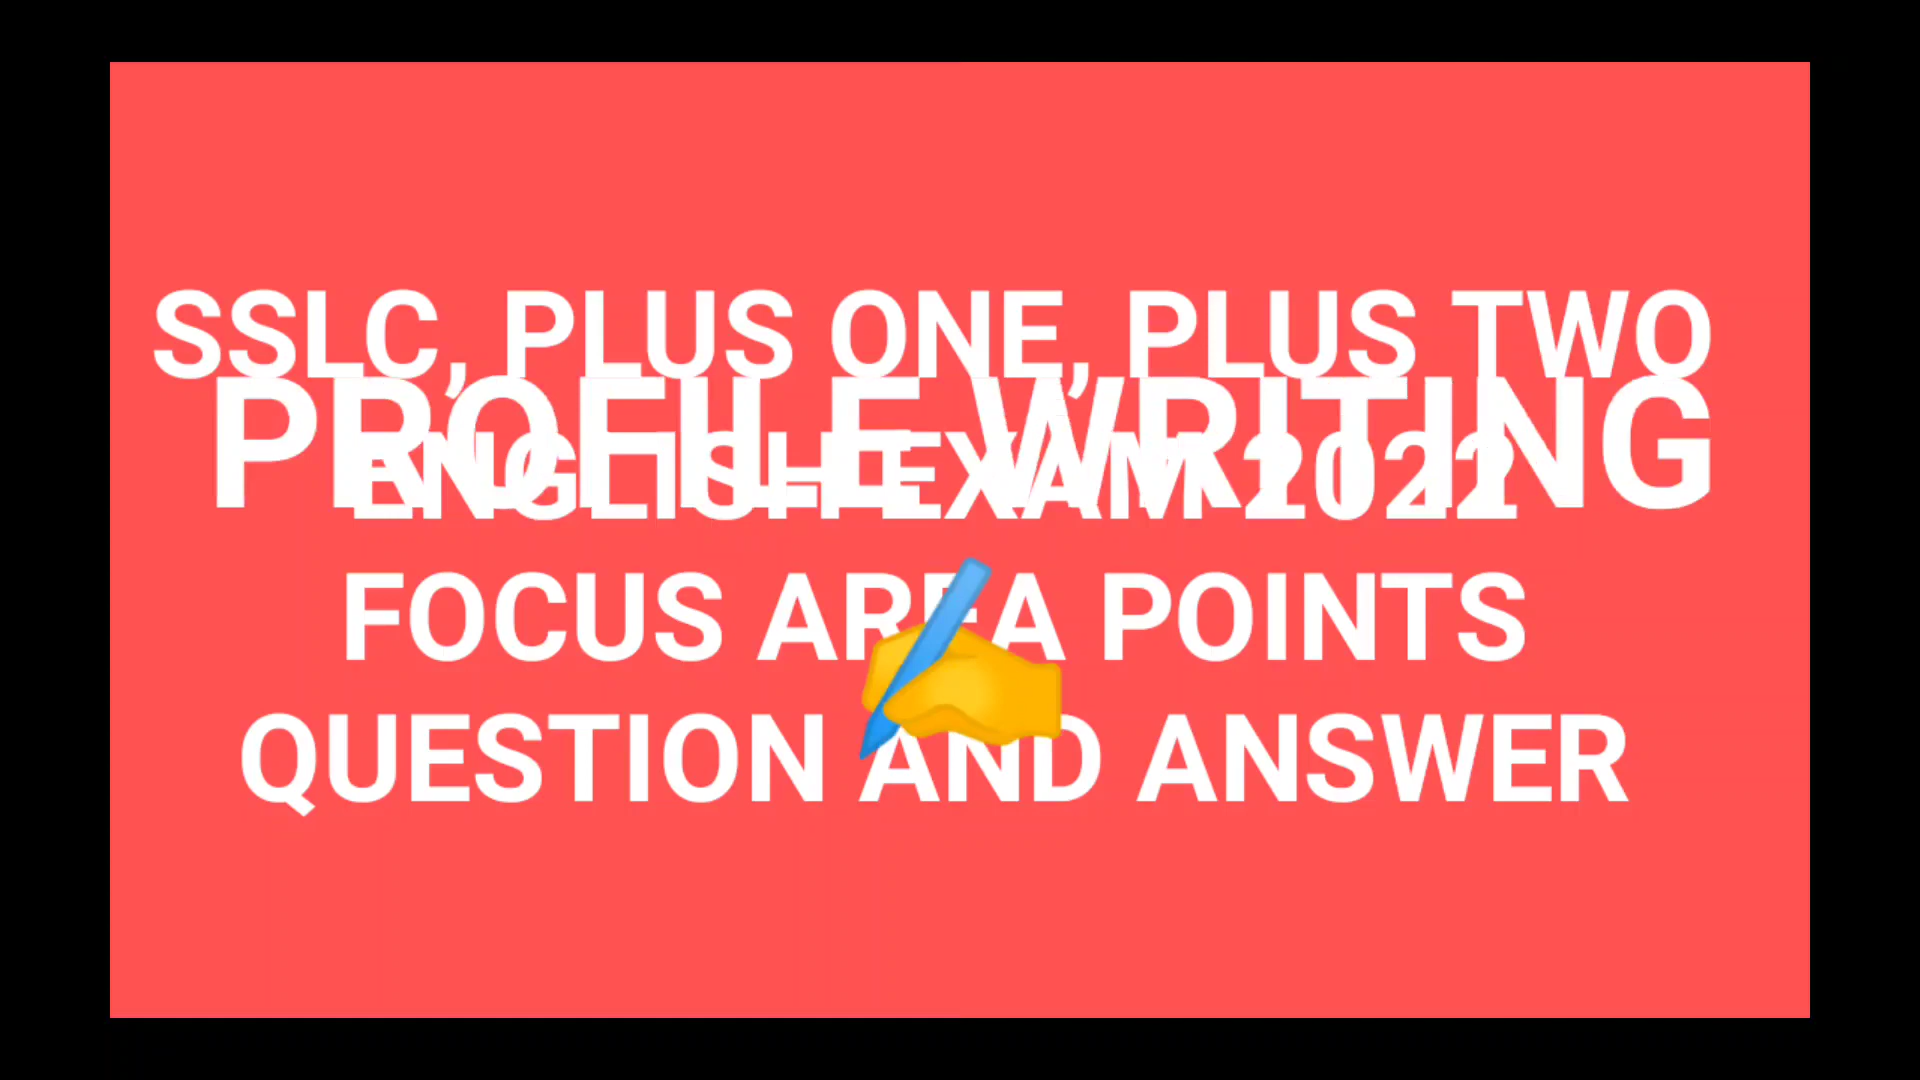 SSLC, PLUS ONE, PLUS TWO
PROFILE WRITING
ENGLISH EXAM 2022
FOCUS AREA POINTS
QUESTION AND ANSWER